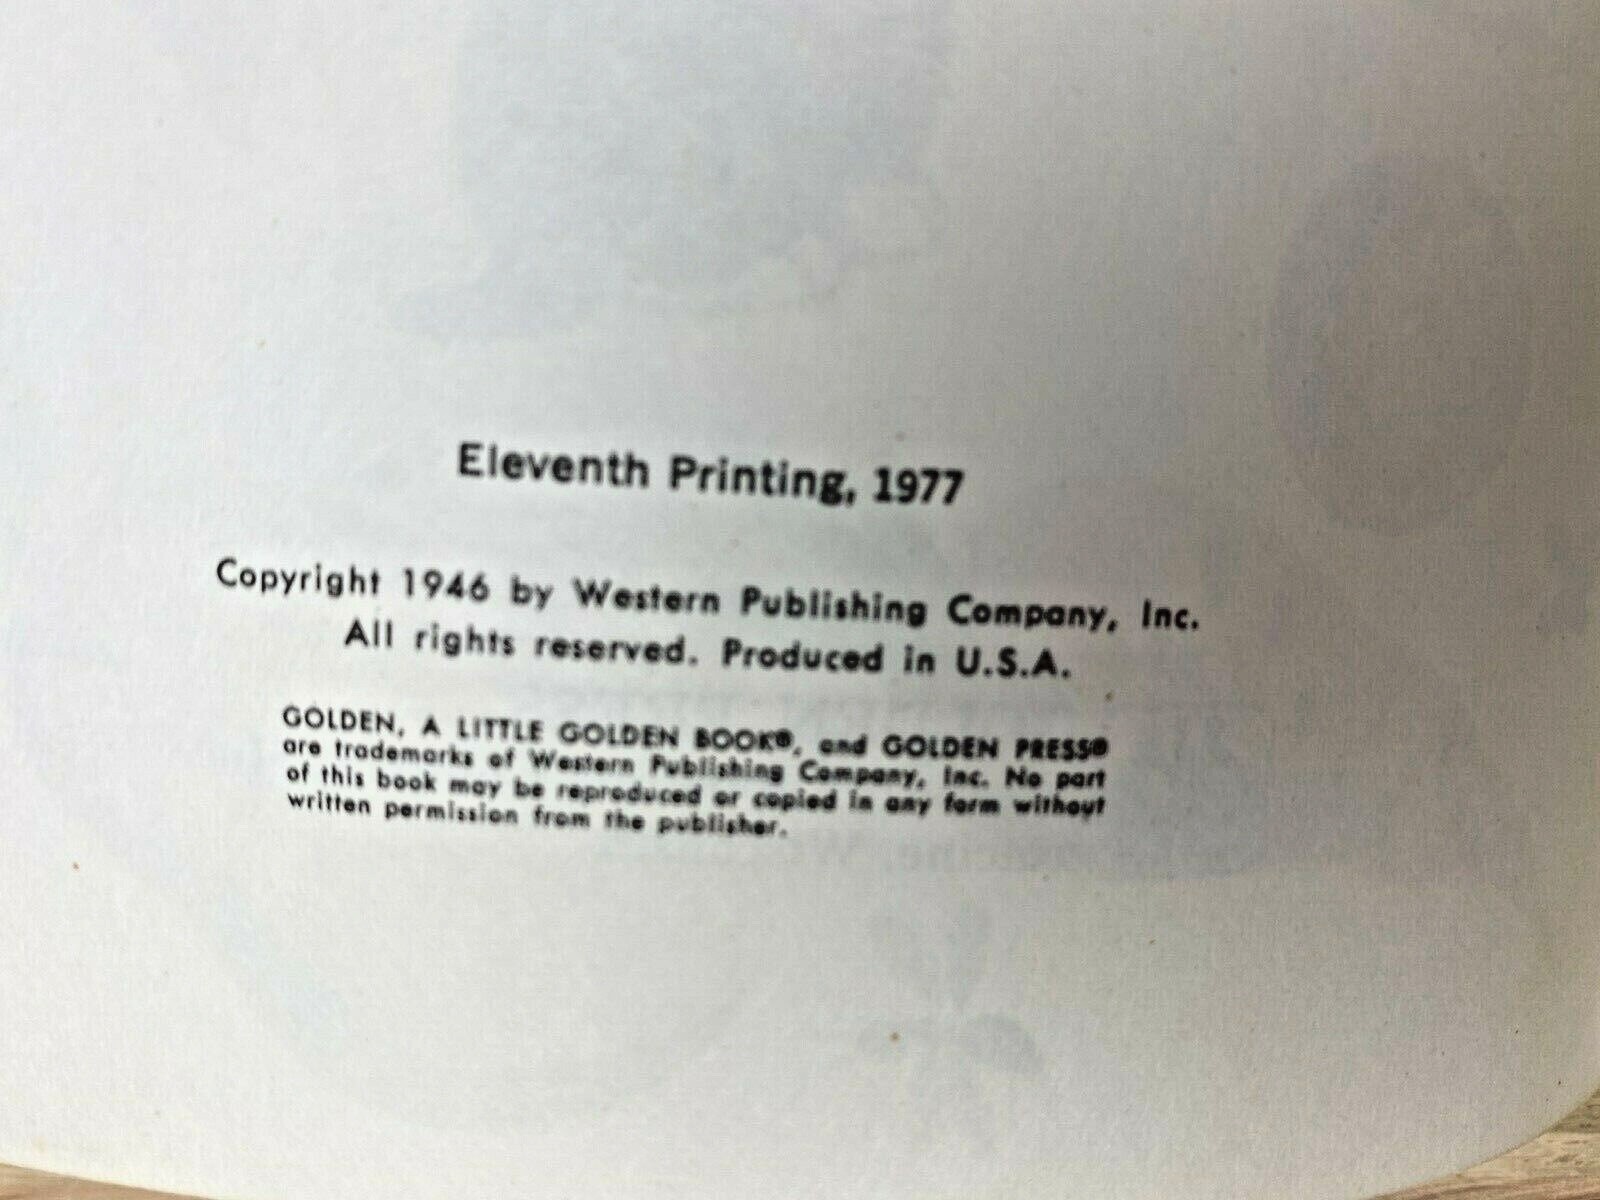 Eleventh Printing, 1977
Copyright 1946 by Western Publishing Company, Inc.
All rights reserved. Produced in U.S.A.
GOLDEN, A LITTLE GOLDEN BOOK®, and GOLDEN PRESS®
are trademarks of Western Publishing Company, Inc. No part
of this book may be reproduced or copied in any form without
written permission from the publisher.